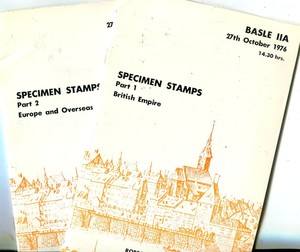 27
SPECIMEN STAMPS
Part 2
Europe and Overseas
BASLE IIA
27th October 1976
14.30 hrs.
SPECIMEN STAMPS
Part 1
British Empire